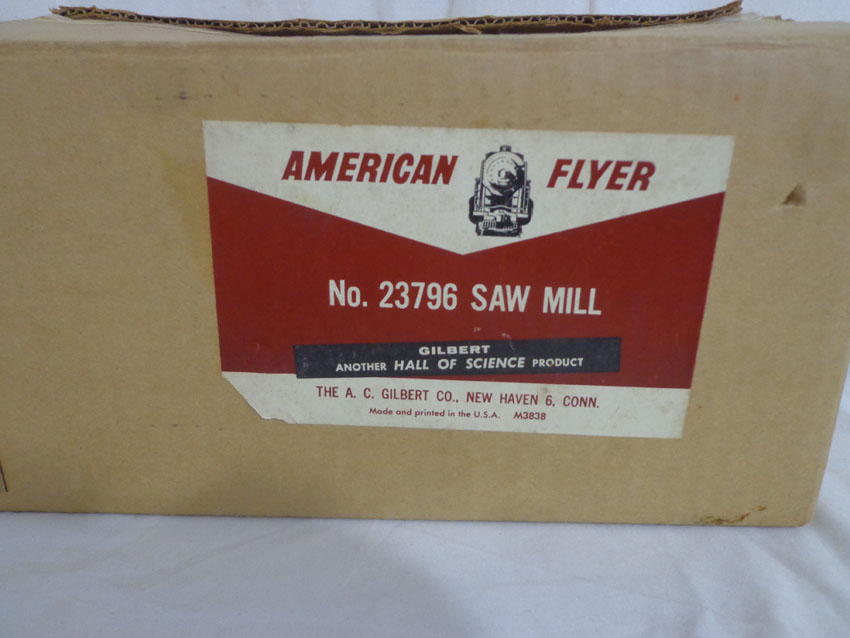 AMERICAN FLYER
No. 23796 SAW MILL
GILBERT
ANOTHER HALL OF SCIENCE PRODUCT
THE A. C. GILBERT CO., NEW HAVEN 6, CONN.
Made and printed in the U.S.A. M3838